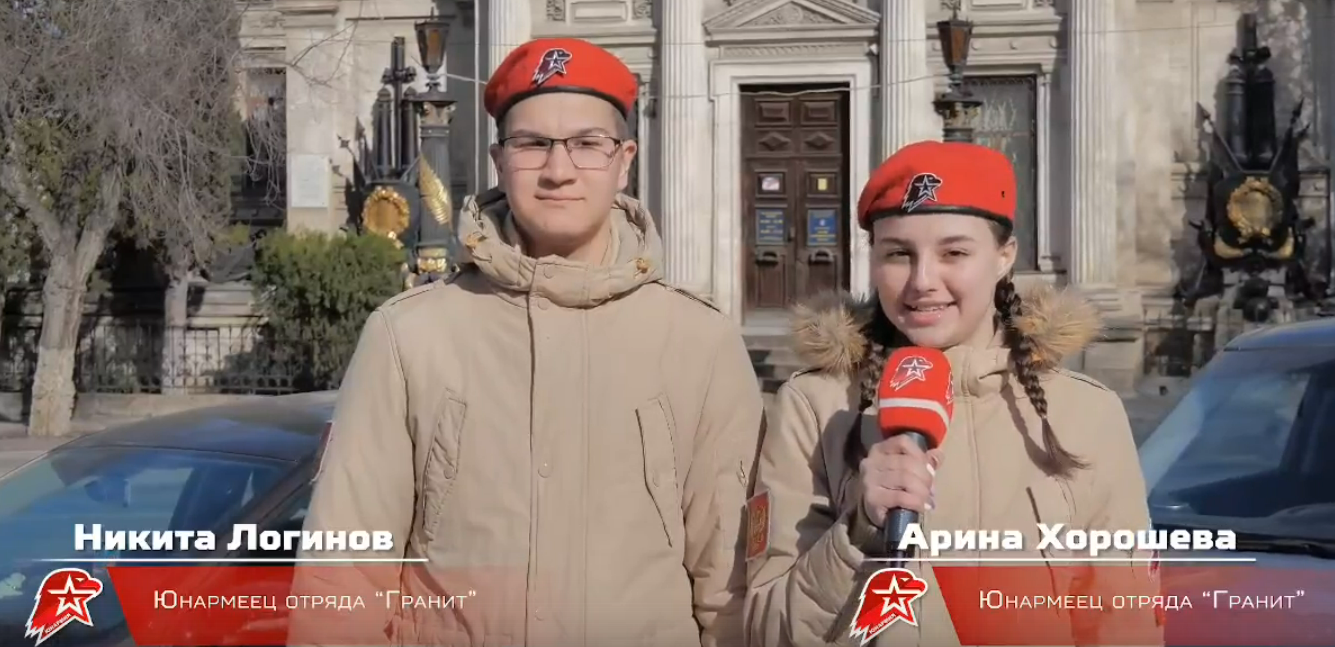 Никита Логинов
Юнармеец отряда "Гранит"
Арина Хорошева
Юнармеец отряда "Гранит"